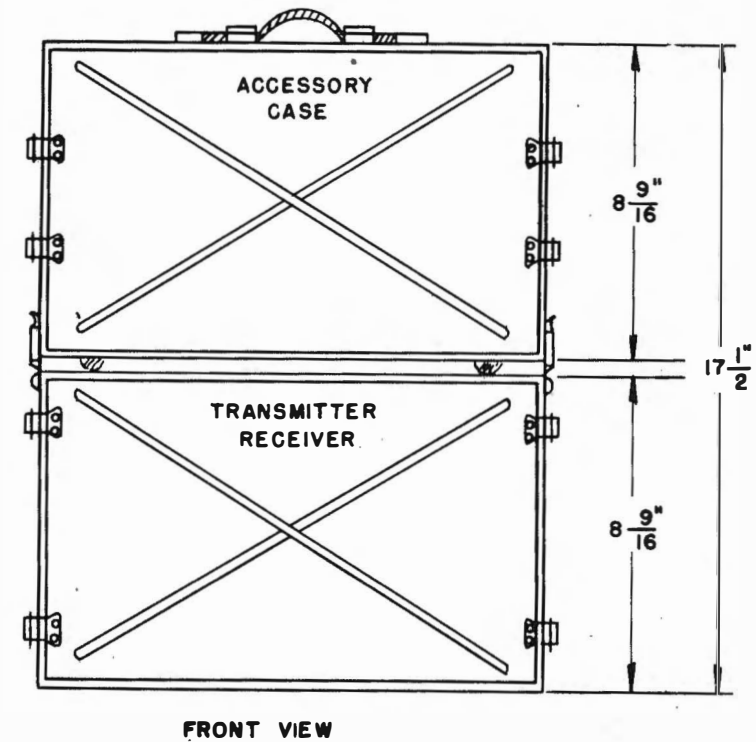 ACCESSORY
CASE
8 9/16"
17 1/2"
TRANSMITTER
RECEIVER
8 9/16"
FRONT VIEW